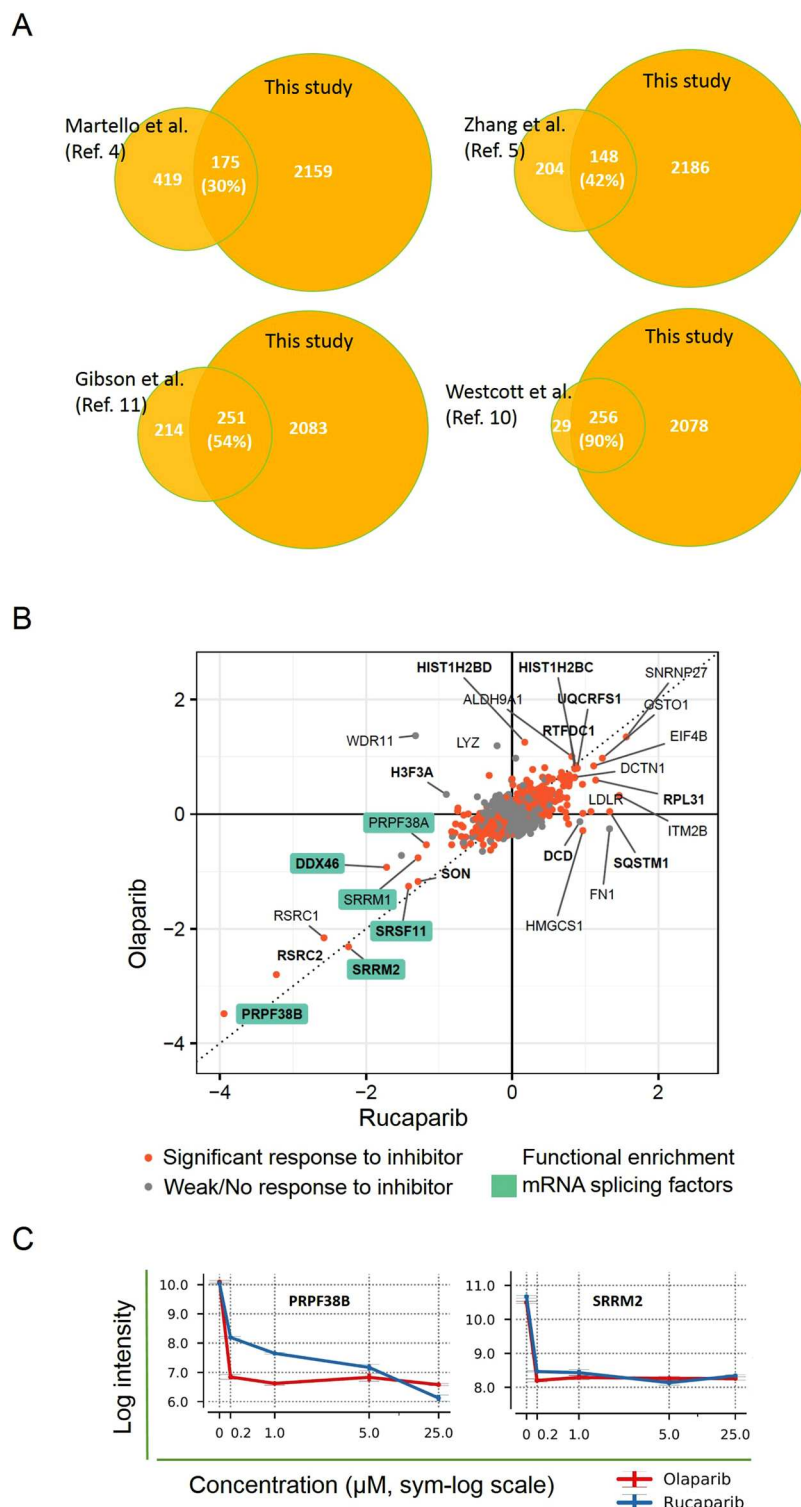 A
This study
Martello et al.
(Ref. 4)
419
175
(30%)
2159
This study
Zhang et al.
(Ref. 5)
204
148
(42%)
2186
This study
Gibson et al.
(Ref. 11)
214
251
(54%)
2083
This study
Westcott et al.
(Ref. 10)
29
256
(90%)
2078
B
HIST1H2BD
HIST1H2BC
SNRNP27
ALDH9A1
UQCRFS1
GSTO1
RTFDC1
WDR11
LYZ
EIF4B
H3F3A
DCTN1
LDLR
RPL31
PRPF38A
ITM2B
DDX46
SON
DCD
SQSTM1
SRRM1
FN1
RSRC1
SRSF11
HMGCS1
RSRC2
SRRM2
PRPF38B
2
0
−2
−4
Olaparib
−4
−2
0
2
Rucaparib
Significant response to inhibitor
Weak/No response to inhibitor
Functional enrichment
mRNA splicing factors
C
Log intensity
10.0
9.0
8.0
7.0
6.0
PRPF38B
0
0.2
1.0
5.0
25.0
11.0
10.0
9.0
8.0
SRRM2
0
0.2
1.0
5.0
25.0
Concentration (μM, sym-log scale)
Olaparib
Rucaparib